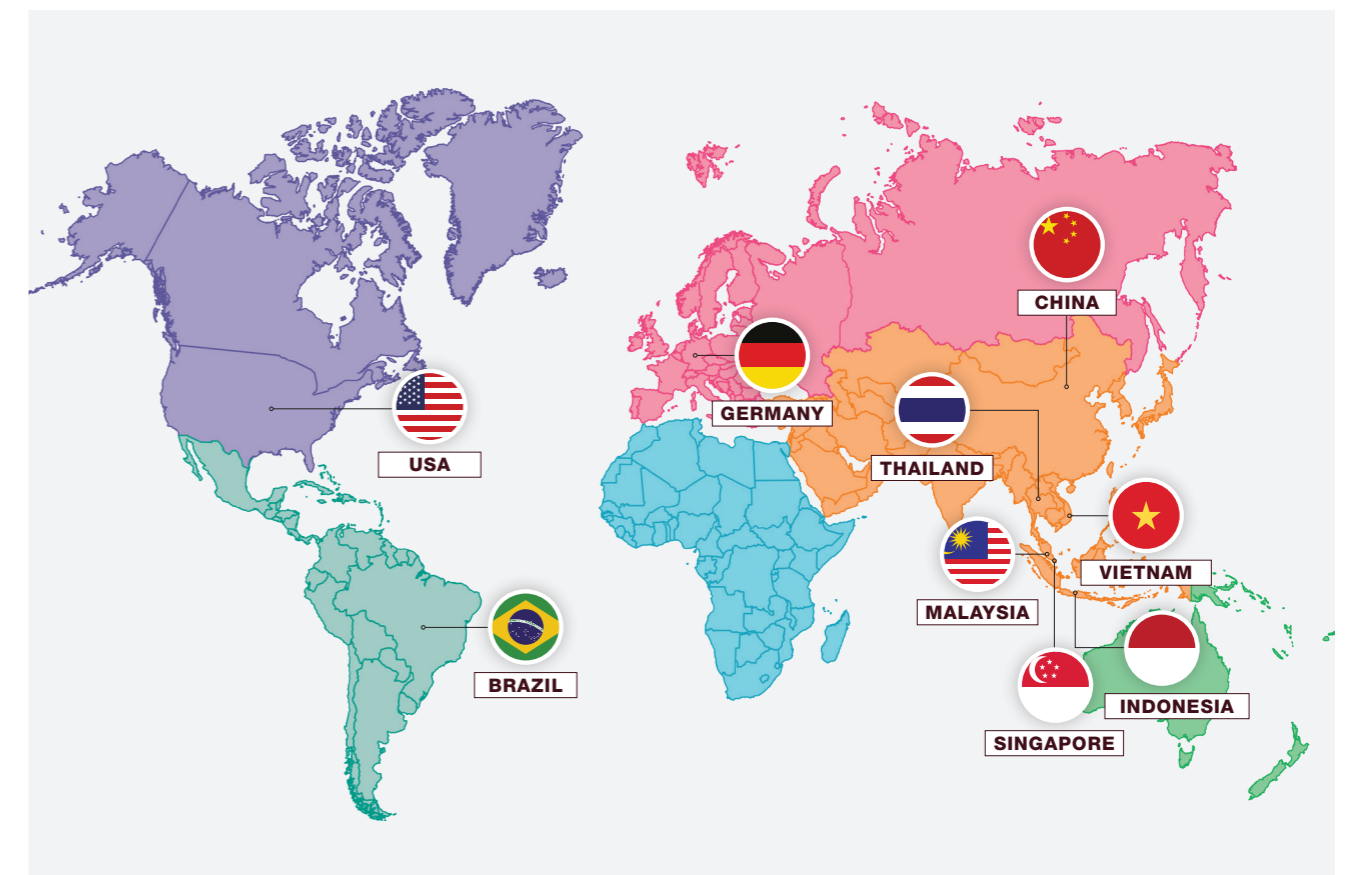 CHINA
GERMANY
USA
THAILAND
VIETNAM
MALAYSIA
BRAZIL
INDONESIA
SINGAPORE